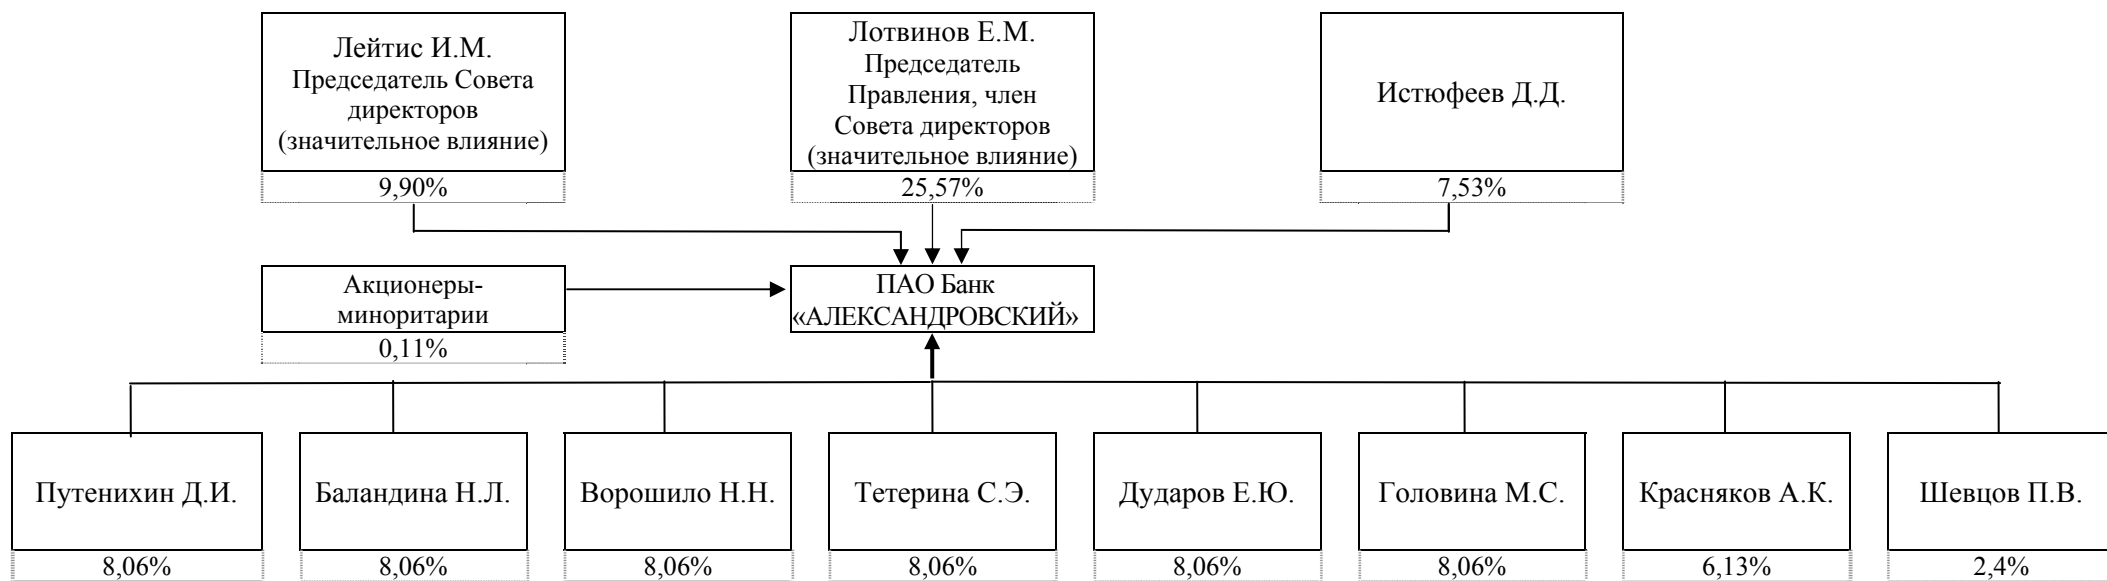 Лейтис И.М.
Председатель Совета
директоров
(значительное влияние)
9,90%
Лотвинов Е.М.
Председатель
Правления, член
Совета директоров
(значительное влияние)
25,57%
Истюфеев Д.Д.
7,53%
Акционеры-
миноритарии
0,11%
ПАО Банк
«АЛЕКСАНДРОВСКИЙ»
Путенихин Д.И.
8,06%
Баландина Н.Л.
8,06%
Ворошило Н.Н.
8,06%
Тетерина С.Э.
8,06%
Дударов Е.Ю.
8,06%
Головина М.С.
8,06%
Красняков А.К.
6,13%
Шевцов П.В.
2,4%